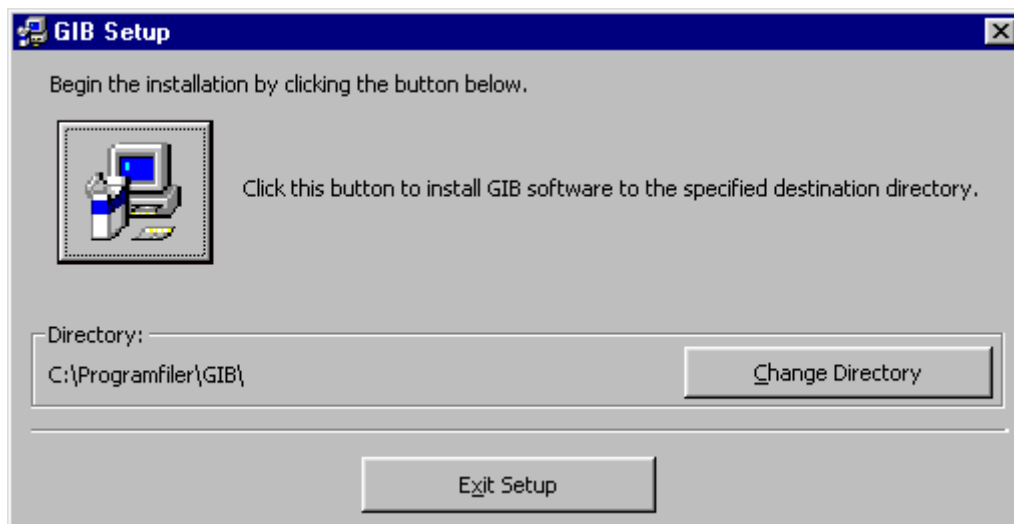 GIB Setup
Begin the installation by clicking the button below.
Click this button to install GIB software to the specified destination directory.
Directory:
C:\Programfiler\GIB\
Change Directory
Exit Setup